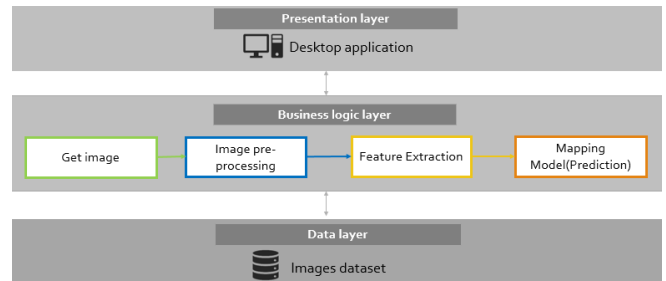 Presentation layer
Desktop application
Business logic layer
Get image
Image pre-
processing
Feature Extraction
Mapping
Model(Prediction)
Data layer
Images dataset